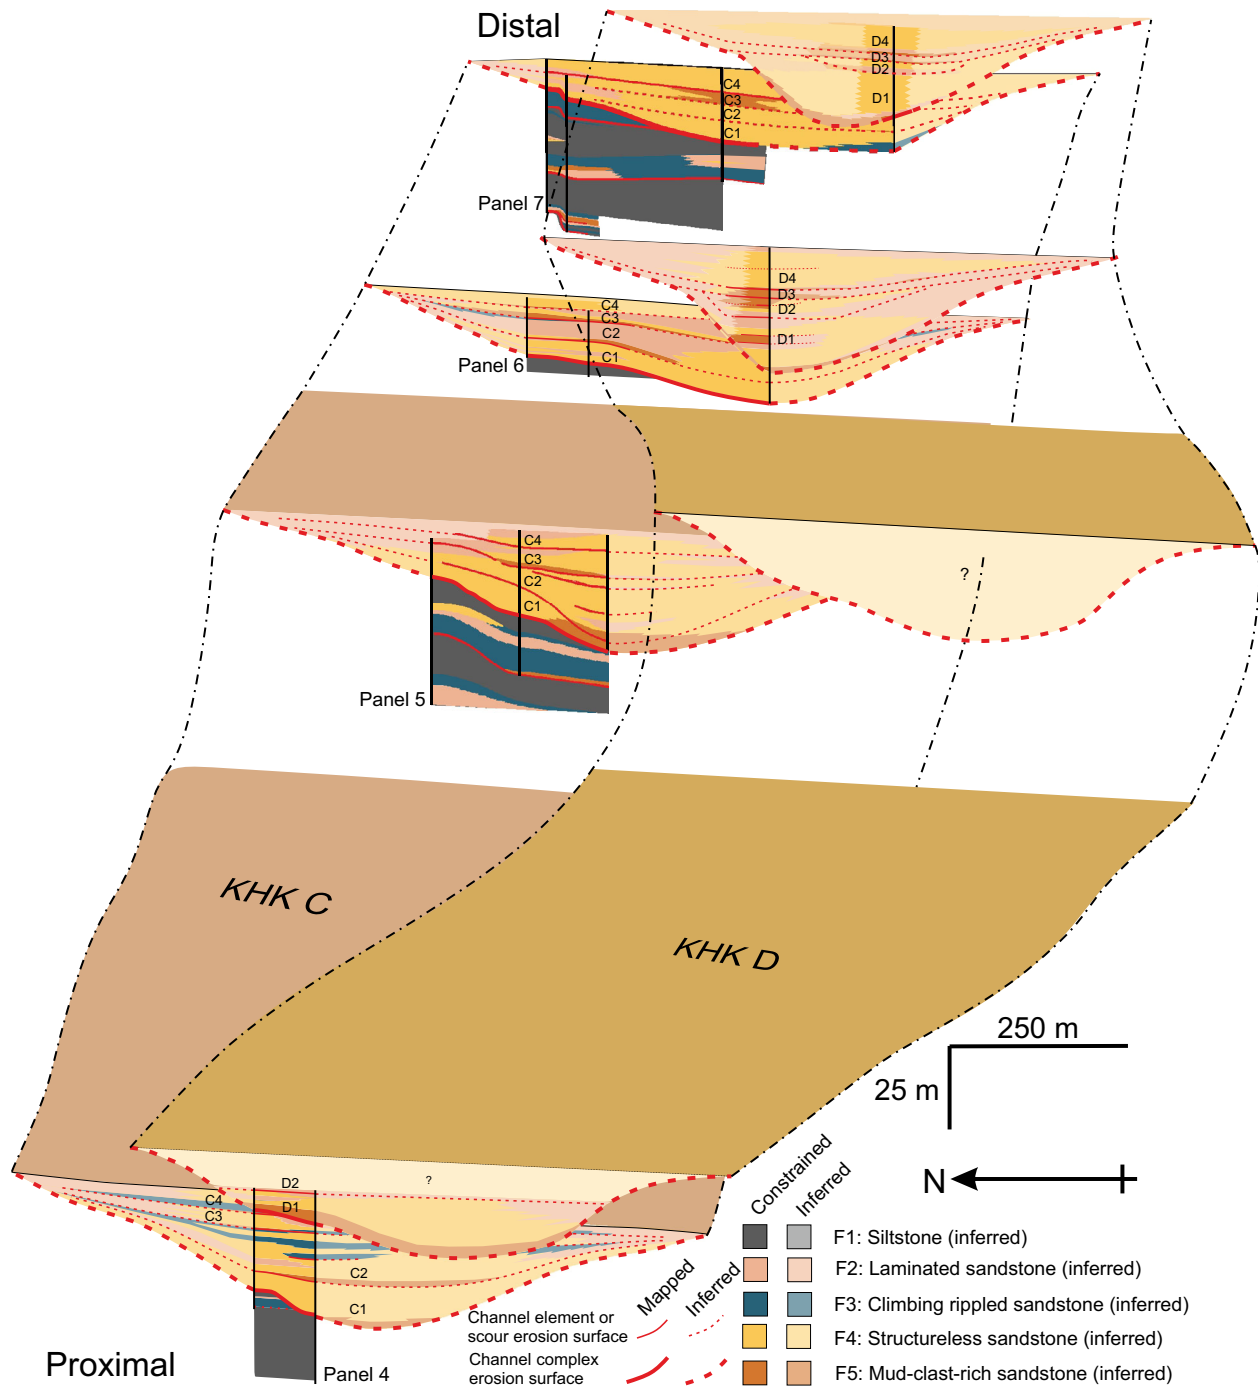 Distal
D4
D3
D2
D1
C4
C3
C2
C1
Panel 7
D4
D3
D2
D1
C4
C3
C2
C1
Panel 6
?
C4
C3
C2
C1
Panel 5
KHK C
KHK D
250 m
25 m
N
D2
?
C4
D1
C3
C2
C1
Panel 4
Proximal
Constrained
Inferred
F1: Siltstone (inferred)
F2: Laminated sandstone (inferred)
F3: Climbing rippled sandstone (inferred)
F4: Structureless sandstone (inferred)
F5: Mud-clast-rich sandstone (inferred)
Mapped
Inferred
Channel element or
scour erosion surface
Channel complex
erosion surface